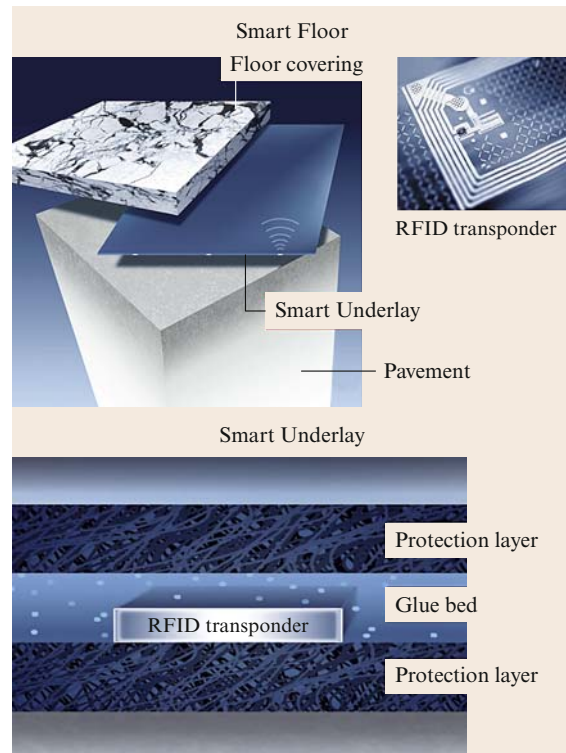 Smart Floor
Floor covering
RFID transponder
Smart Underlay
Pavement
Smart Underlay
Protection layer
Glue bed
RFID transponder
Protection layer